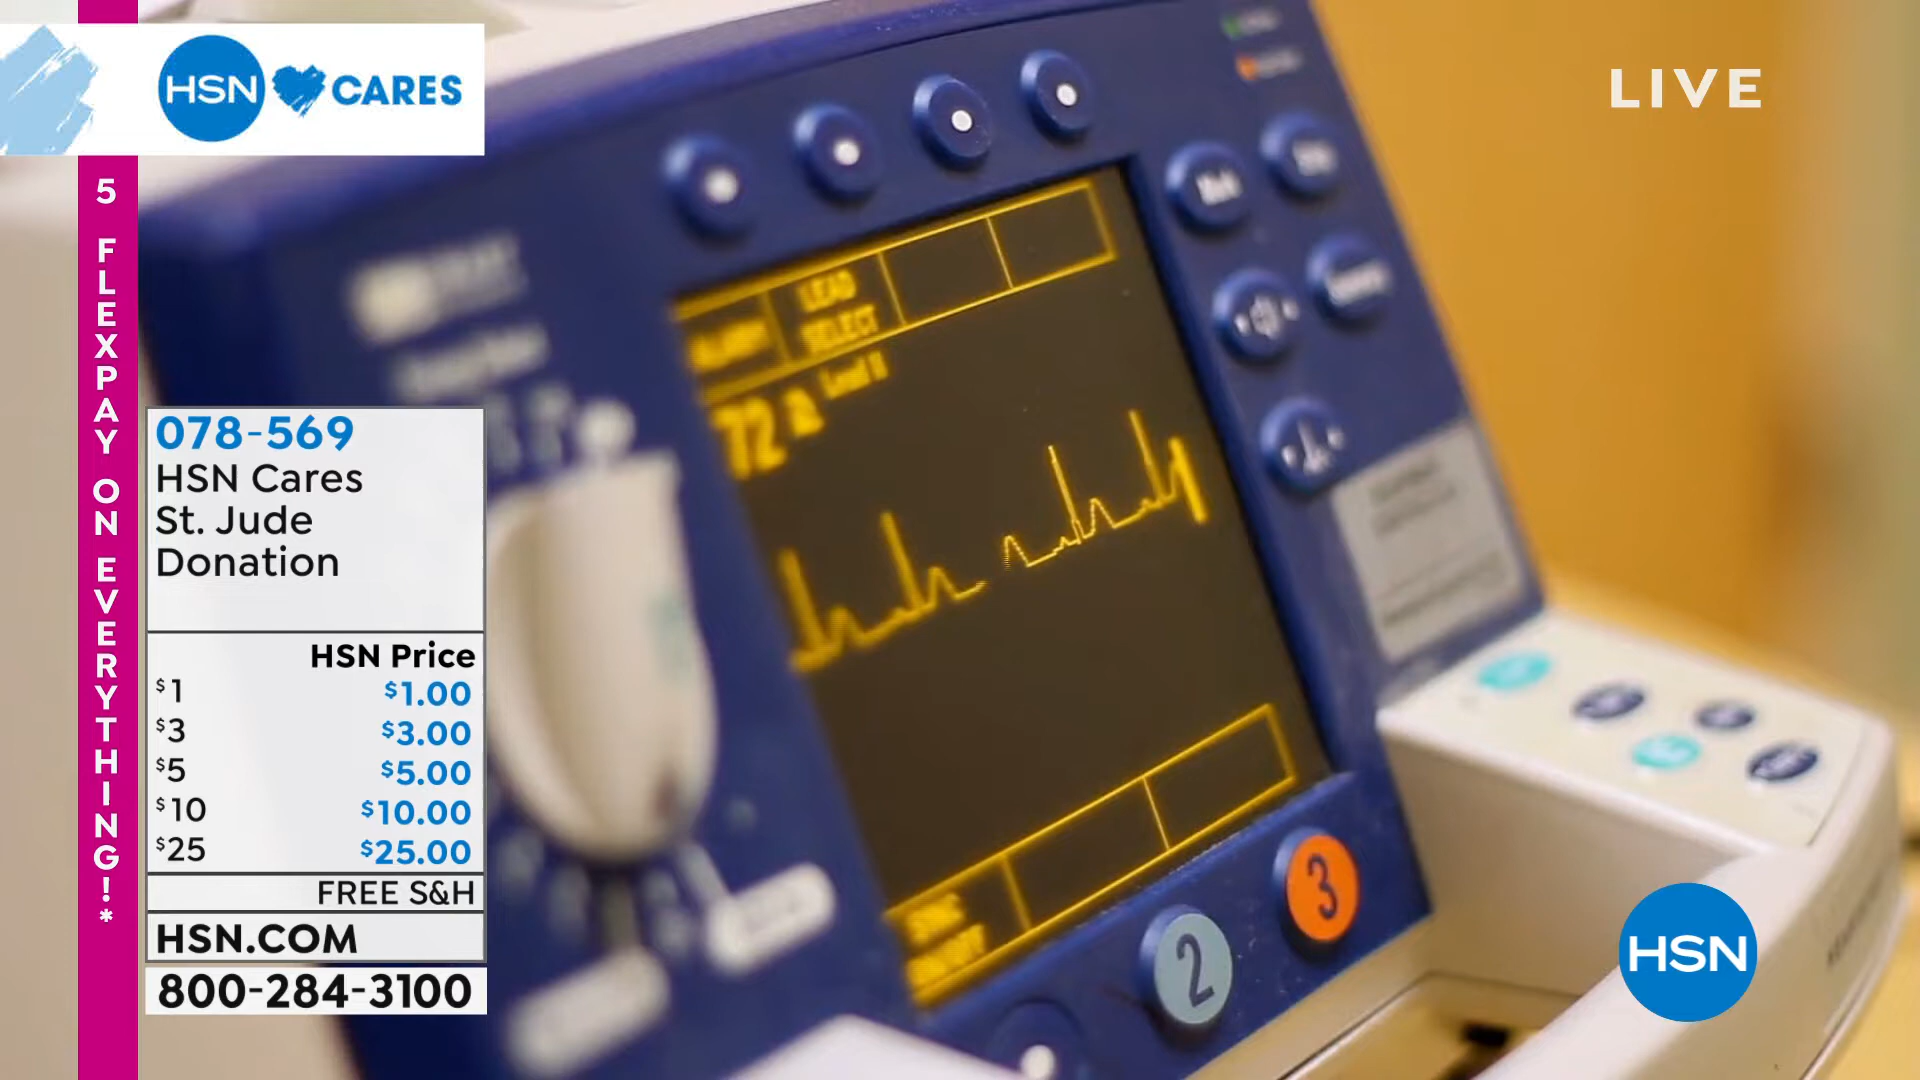 HSN CARES
LIVE
5 FLEXPAY ON EVERYTHING!*
078-569
HSN Cares
St. Jude
Donation
HSN Price
$1 $1.00
$3 $3.00
$5 $5.00
$10 $10.00
$25 $25.00
FREE S&H
HSN.COM
800-284-3100
LEAD
SELECT
72
Lead II
2
3
HSN